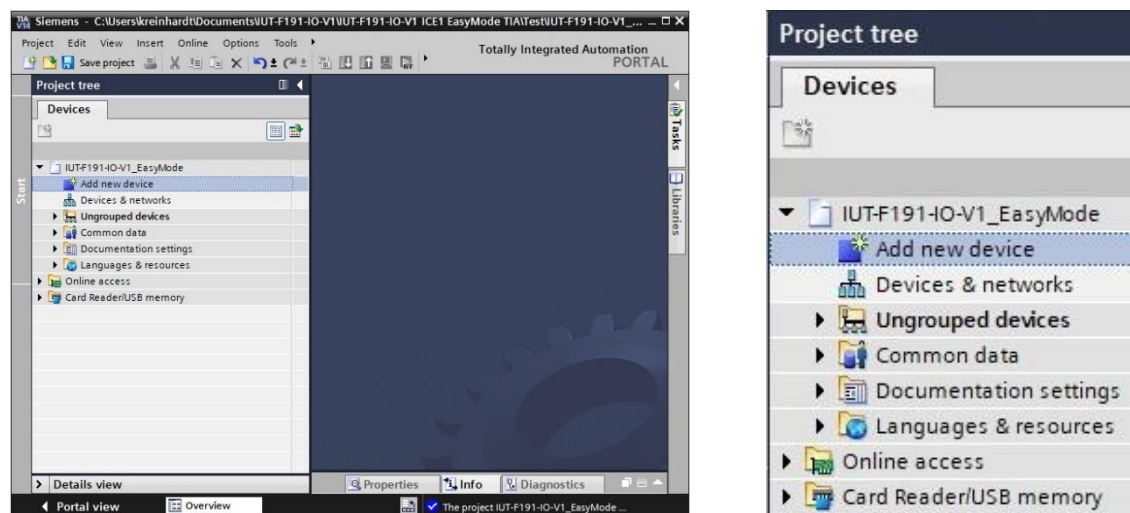 Siemens - C:\Users\kreinhardt\Documents\IUT-F191-IO-V1\IUT-F191-IO-V1 ICE1 EasyMode TIA\Test\IUT-F191-IO-V1_...
Project Edit View Insert Online Options Tools
Totally Integrated Automation
PORTAL
Save project
Project tree
Devices
IUT-F191-IO-V1_EasyMode
Add new device
Devices & networks
Ungrouped devices
Common data
Documentation settings
Languages & resources
Online access
Card Reader/USB memory
Start
Tasks
Libraries
Details view
Properties Info Diagnostics
Portal view Overview The project IUT-F191-IO-V1_EasyMode ...
Project tree
Devices
IUT-F191-IO-V1_EasyMode
Add new device
Devices & networks
Ungrouped devices
Common data
Documentation settings
Languages & resources
Online access
Card Reader/USB memory